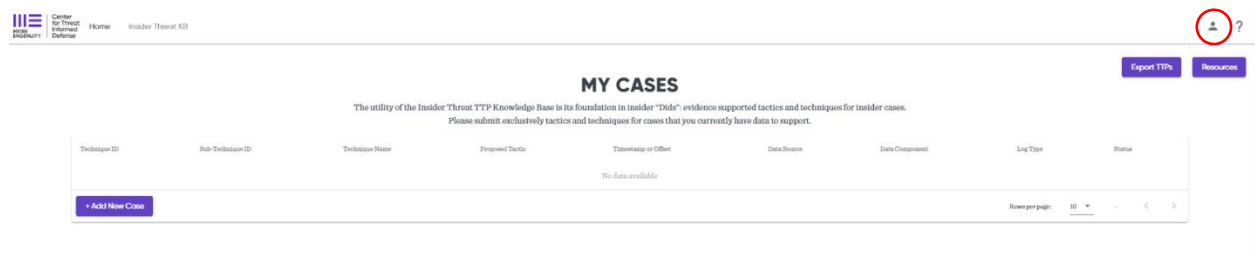 MITRE ENGENUITY
Center for Threat Informed Defense
Home Insider Threat KB
?
Export TTPs Resources
MY CASES
The utility of the Insider Threat TTP Knowledge Base is its foundation in insider "Dids": evidence supported tactics and techniques for insider cases.
Please submit exclusively tactics and techniques for cases that you currently have data to support.
Technique ID Sub-Technique ID Technique Name Proposed Tactic Timestamp or Offset Data Source Data Component Log Type Status
No data available
+ Add New Case Rows per page: 10 -